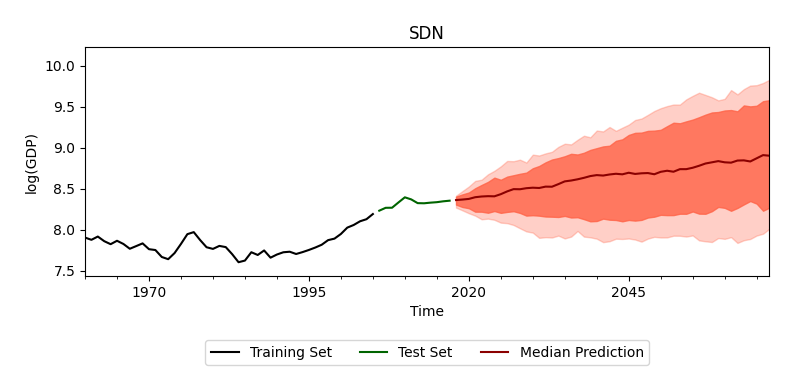 SDN
log(GDP)
10.0
9.5
9.0
8.5
8.0
7.5
1970 1995 2020 2045
Time
Training Set Test Set Median Prediction